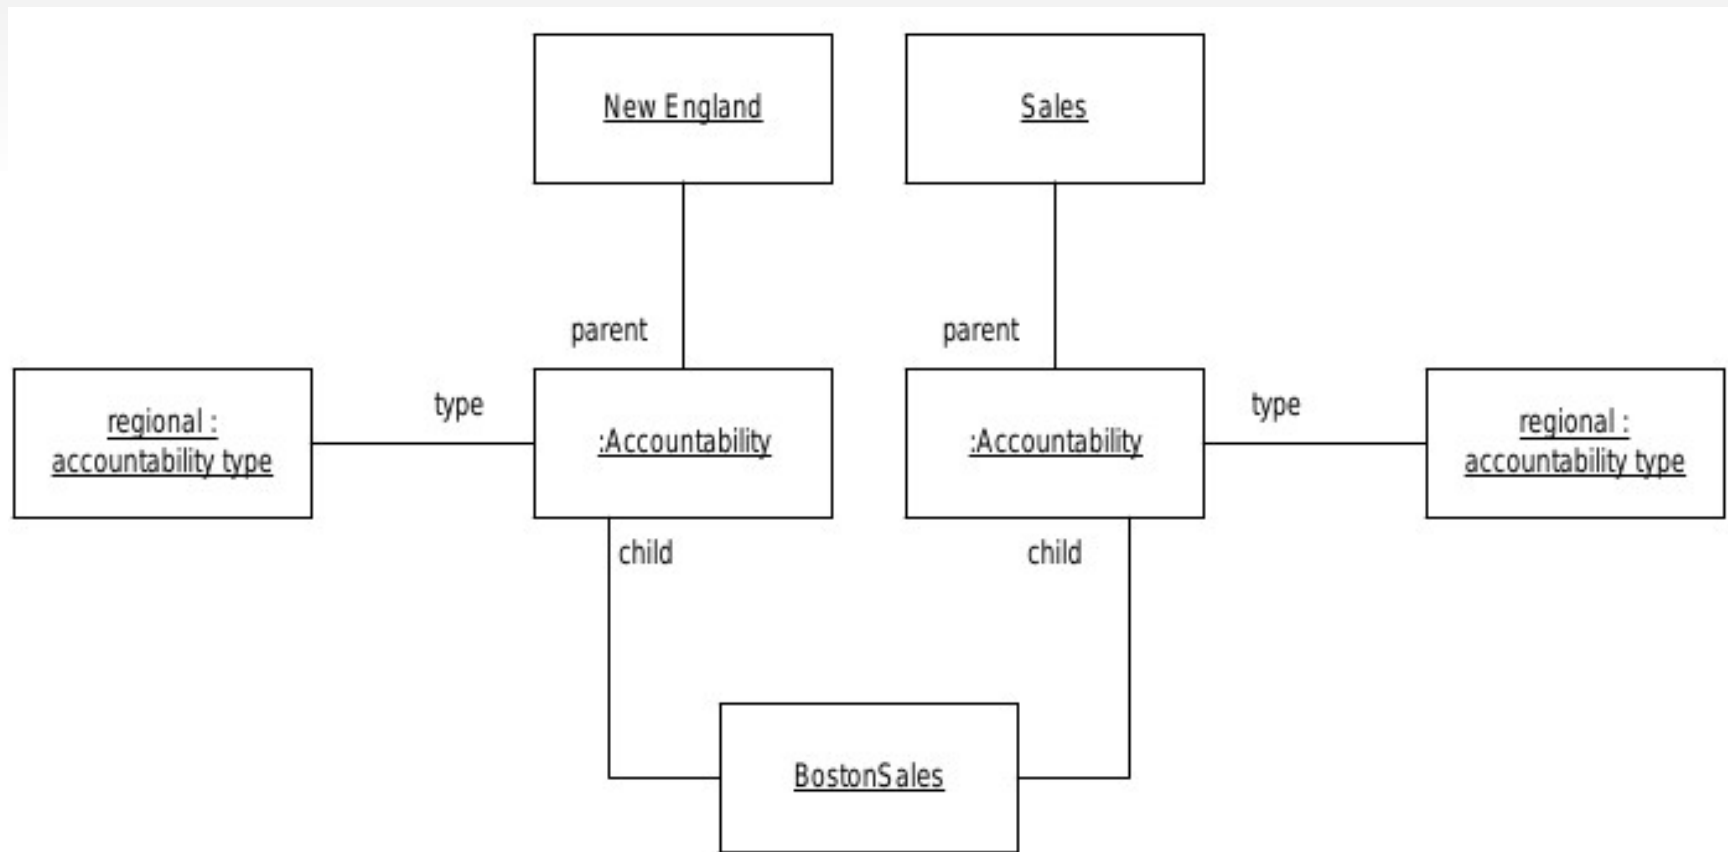 New England
Sales
parent
parent
regional :
accountability type
type
:Accountability
:Accountability
type
regional :
accountability type
child
child
BostonSales